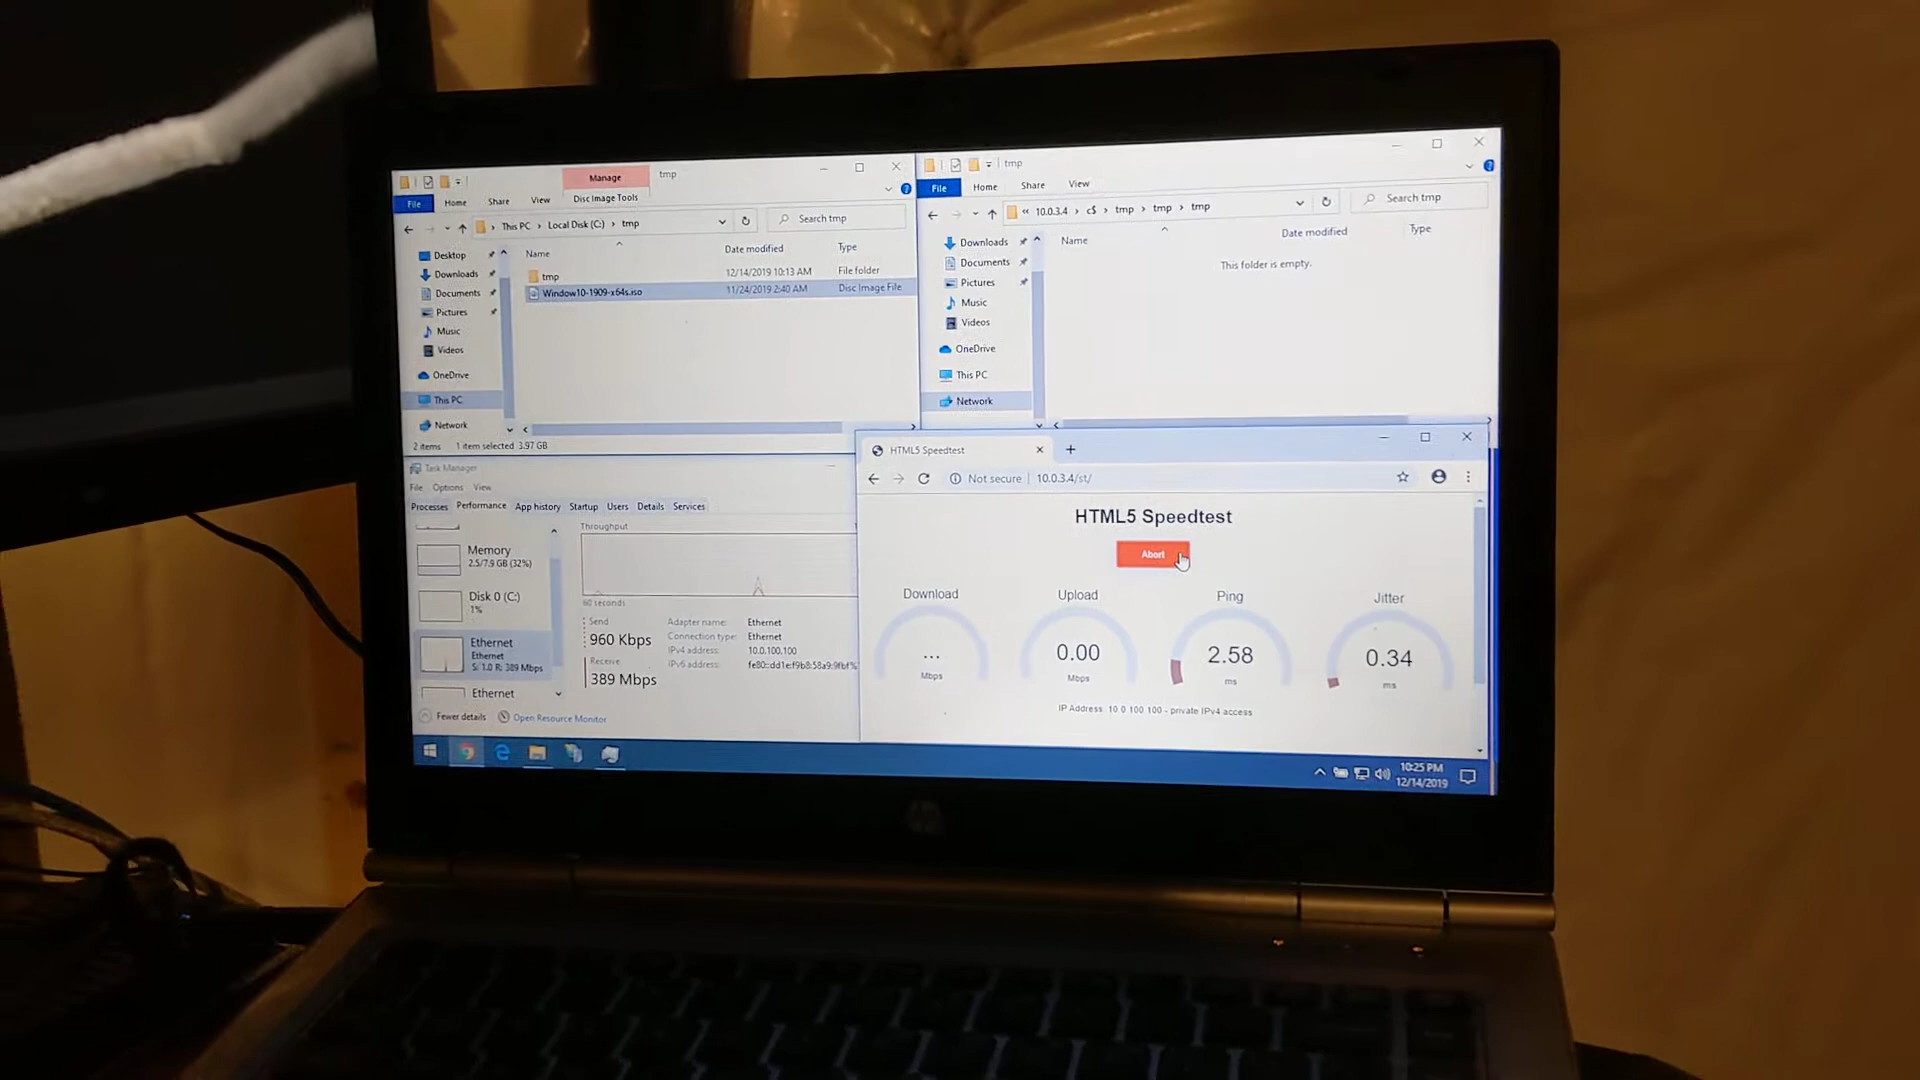 Manage
tmp
File
Home
Share
View
Disc Image Tools
This PC
Local Disk (C:)
tmp
Search tmp
Name
Date modified
Type
Desktop
Downloads
Documents
Pictures
Music
Videos
OneDrive
This PC
Network
tmp
12/14/2019 10:13 AM
File folder
Window10-1909-x64s.iso
11/24/2019 2:40 AM
Disc Image File
2 items
1 item selected 3.97 GB
tmp
File
Home
Share
View
10.0.3.4
c$
tmp
tmp
tmp
Search tmp
Name
Date modified
Type
This folder is empty.
Downloads
Documents
Pictures
Music
Videos
OneDrive
This PC
Network
Task Manager
File
Options
View
Processes
Performance
App history
Startup
Users
Details
Services
Memory
2.5/7.9 GB (32%)
Disk 0 (C:)
1%
Ethernet
Ethernet
S: 1.0 R: 389 Mbps
Ethernet
Throughput
60 seconds
Send
960 Kbps
Receive
389 Mbps
Adapter name:
Ethernet
Connection type:
Ethernet
IPv4 address:
10.0.100.100
IPv6 address:
Fewer details
Open Resource Monitor
HTML5 Speedtest
Not secure
10.0.3.4/st/
HTML5 Speedtest
Abort
Download
...
Mbps
Upload
0.00
Mbps
Ping
2.58
ms
Jitter
0.34
ms
IP Address: 10.0.100.100 - private IPv4 access
10:25 PM
12/14/2019